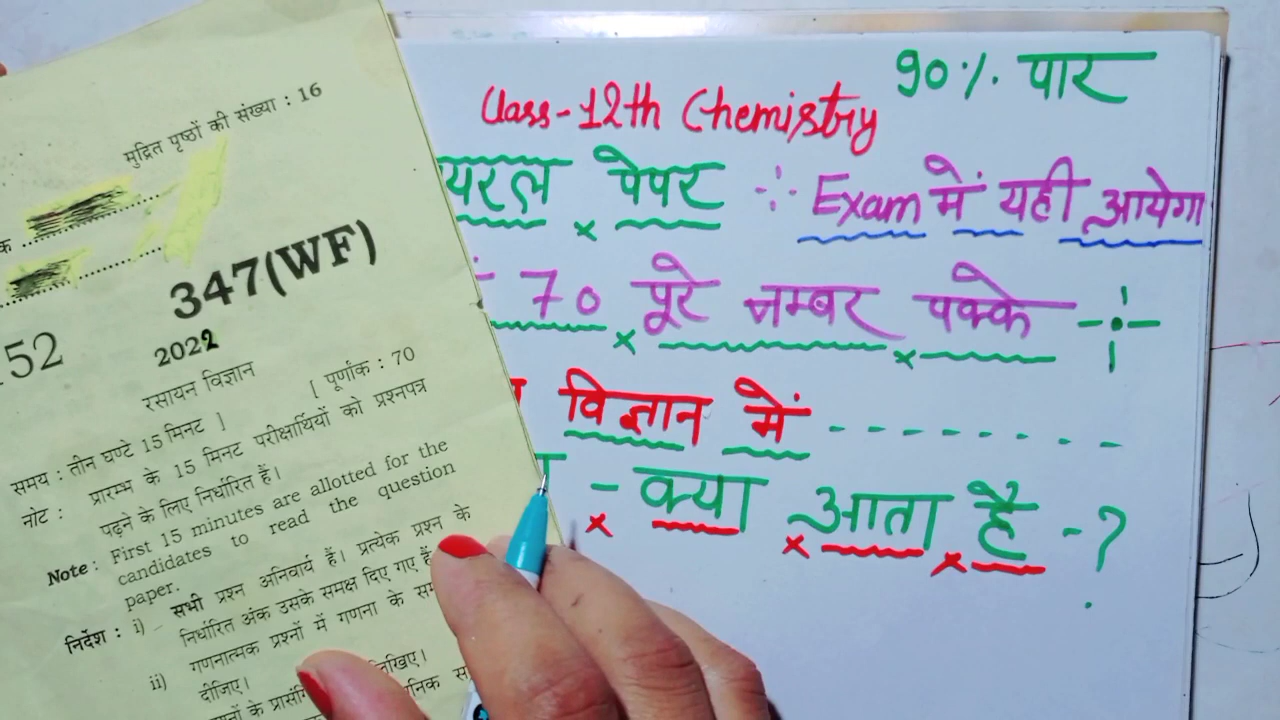 मुद्रित पृष्ठों की संख्या : 16
347(WF)
2022
रसायन विज्ञान
समय : तीन घण्टे 15 मिनट ] [ पूर्णांक : 70
नोट : प्रारम्भ के 15 मिनट परीक्षार्थियों को प्रश्नपत्र
पढ़ने के लिए निर्धारित हैं।
Note : First 15 minutes are allotted for the
candidates to read the question
paper.
निर्देश : i) सभी प्रश्न अनिवार्य हैं। प्रत्येक प्रश्न के
निर्धारित अंक उसके समक्ष दिए गए
ii) गणनात्मक प्रश्नों में गणना के
दीजिए।
90% पार
Class-12th Chemistry
पेपर Exam में यही आयेगा
70 पूरे नम्बर पक्के
विज्ञान में
- क्या आता है - ?